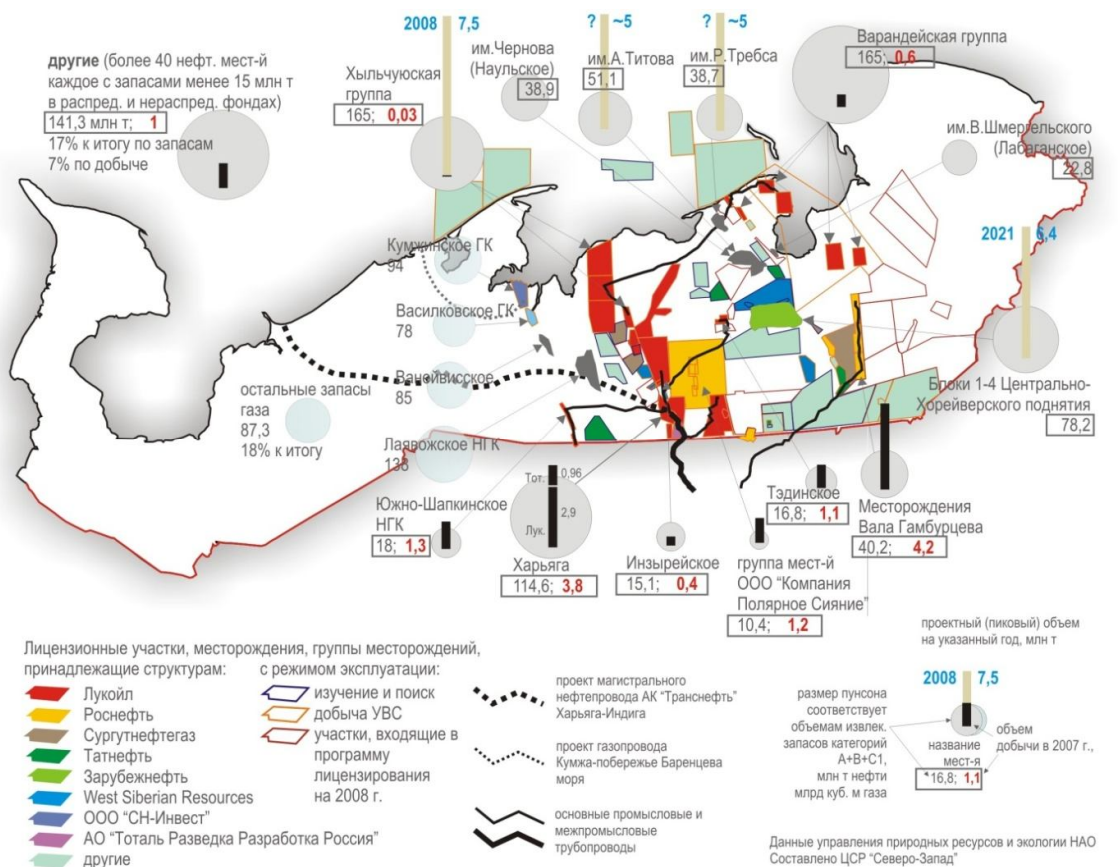 другие (более 40 нефт. мест-й
каждое с запасами менее 15 млн т
в распред. и нераспред. фондах)
141,3 млн т; 1
17% к итогу по запасам
7% по добыче
2008 7,5
Хыльчуюская
группа
165; 0,03
им.Чернова
(Наульское)
38,9
? ~5
им.А.Титова
51,1
? ~5
им.Р.Требса
38,7
Варандейская группа
165; 0,6
им.В.Шмергельского
(Лабаганское)
22,8
2021 6,4
Блоки 1-4 Центрально-
Хорейверского поднятия
78,2
Кумжинское ГК
94
Василковское ГК
78
Ванейвисское
85
Лаявожское НГК
138
остальные запасы
газа
87,3
18% к итогу
Южно-Шапкинское
НГК
18; 1,3
Тот. 0,96
2,9
Лук.
Харьяга
114,6; 3,8
Инзырейское
15,1; 0,4
группа мест-й
ООО “Компания
Полярное Сияние”
10,4; 1,2
Тэдинское
16,8; 1,1
Месторождения
Вала Гамбурцева
40,2; 4,2
Лицензионные участки, месторождения, группы месторождений,
принадлежащие структурам:
Лукойл
Роснефть
Сургутнефтегаз
Татнефть
Зарубежнефть
West Siberian Resources
ООО “СН-Инвест”
АО “Тоталь Разведка Разработка Россия”
другие
с режимом эксплуатации:
изучение и поиск
добыча УВС
участки, входящие в
программу
лицензирования
на 2008 г.
проект магистрального
нефтепровода АК “Транснефть”
Харьяга-Индига
проект газопровода
Кумжа-побережье Баренцева
моря
основные промысловые и
межпромысловые
трубопроводы
проектный (пиковый) объем
на указанный год, млн т
2008 7,5
размер пунсона
соответствует
объемам извлек.
запасов категорий
А+В+С1,
млн т нефти
млрд куб. м газа
объем
добычи в 2007 г.,
название
мест-я
16,8; 1,1
Данные управления природных ресурсов и экологии НАО
Составлено ЦСР “Северо-Запад”